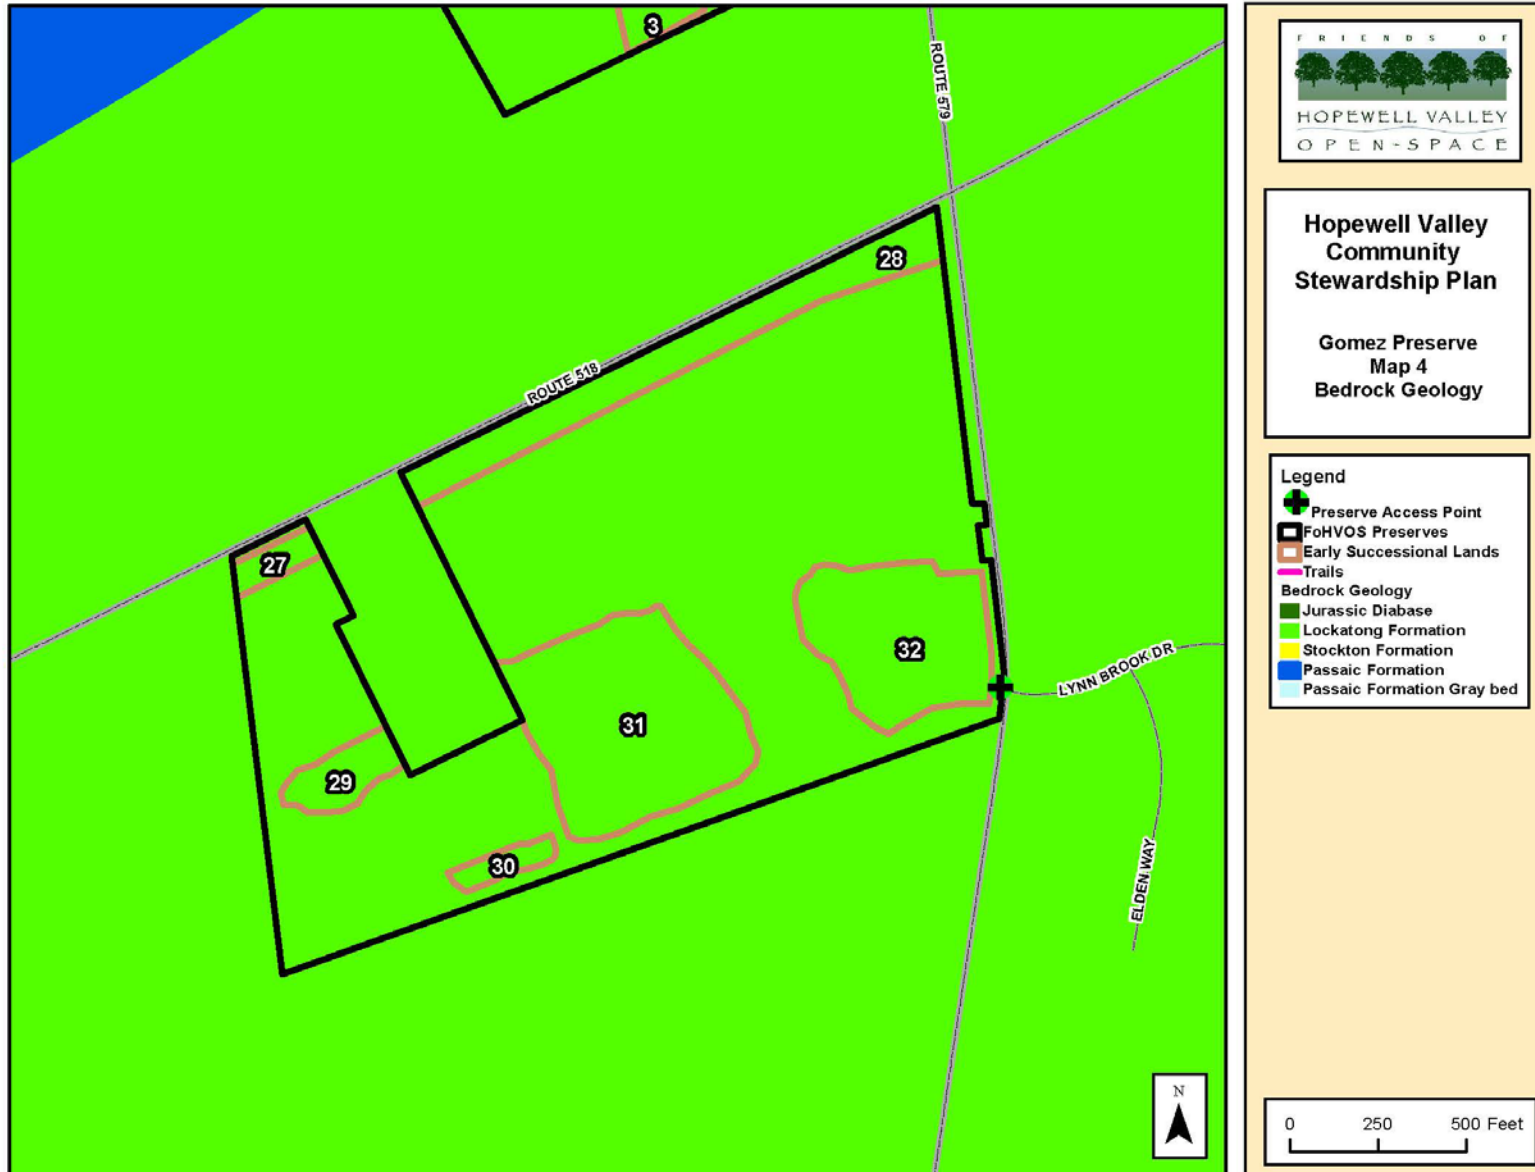 3
ROUTE 579
28
ROUTE 518
27
32
LYNN BROOK DR
31
29
30
ELDEN WAY
N
FRIENDS OF
HOPEWELL VALLEY
OPEN-SPACE
Hopewell Valley
Community
Stewardship Plan
Gomez Preserve
Map 4
Bedrock Geology
Legend
Preserve Access Point
FoHVOS Preserves
Early Successional Lands
Trails
Bedrock Geology
Jurassic Diabase
Lockatong Formation
Stockton Formation
Passaic Formation
Passaic Formation Gray bed
0 250 500 Feet